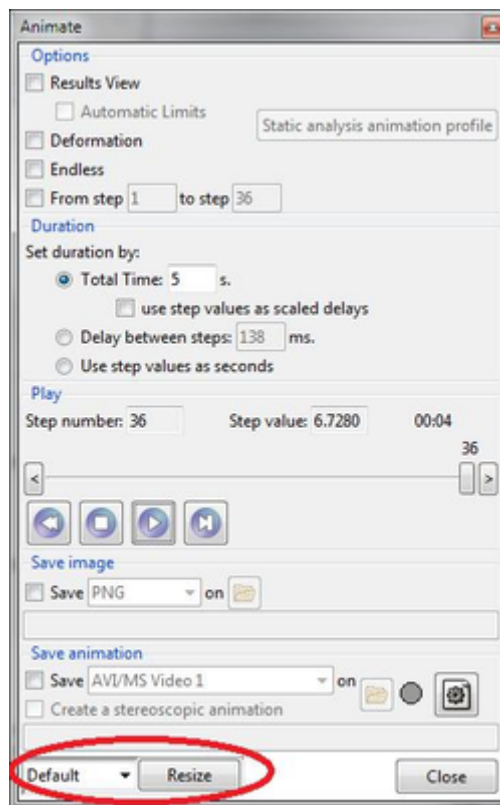 Animate
Options
Results View
Automatic Limits
Static analysis animation profile
Deformation
Endless
From step 1 to step 36
Duration
Set duration by:
Total Time: 5 s.
use step values as scaled delays
Delay between steps: 138 ms.
Use step values as seconds
Play
Step number: 36 Step value: 6.7280 00:04
36
< >
Save image
Save PNG on
Save animation
Save AVI/MS Video 1 on
Create a stereoscopic animation
Default Resize Close